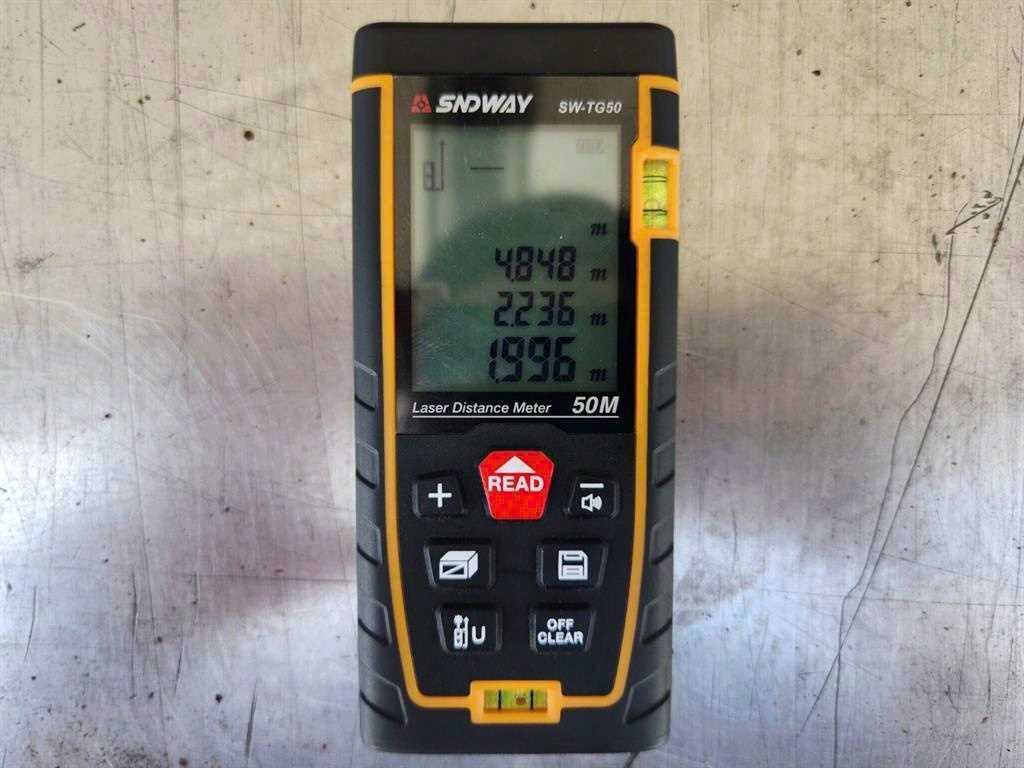 SNDWAY SW-TG50
m
4.848 m
2.236 m
1.996 m
Laser Distance Meter 50M
READ
U
OFF
CLEAR